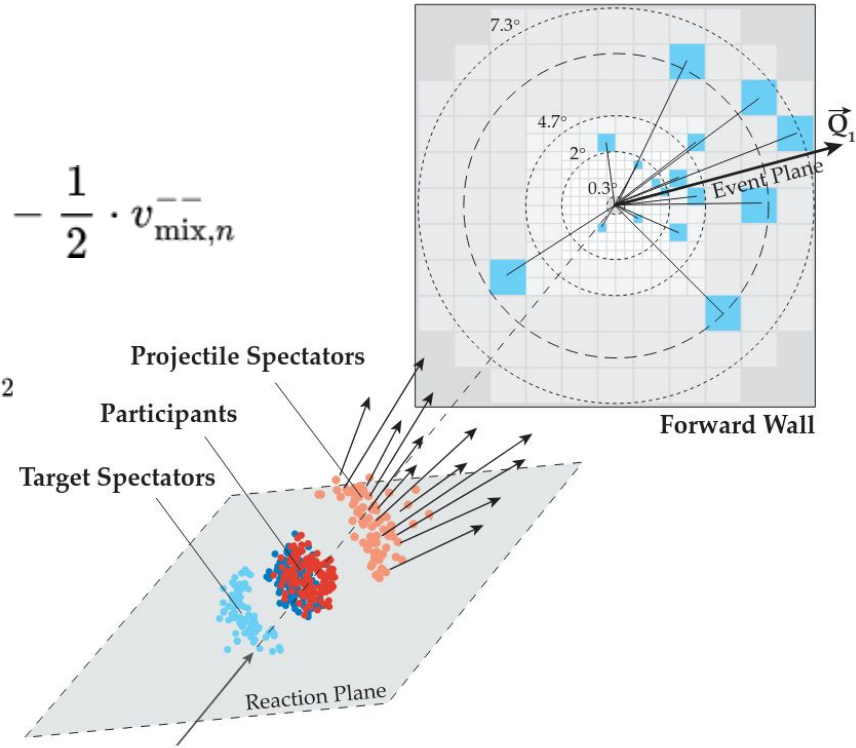 7.3°
4.7°
2°
0.3°
Q⃗₁
Event Plane
− 1/2 · v⁻⁻mix,n
Projectile Spectators
2
Participants
Forward Wall
Target Spectators
Reaction Plane